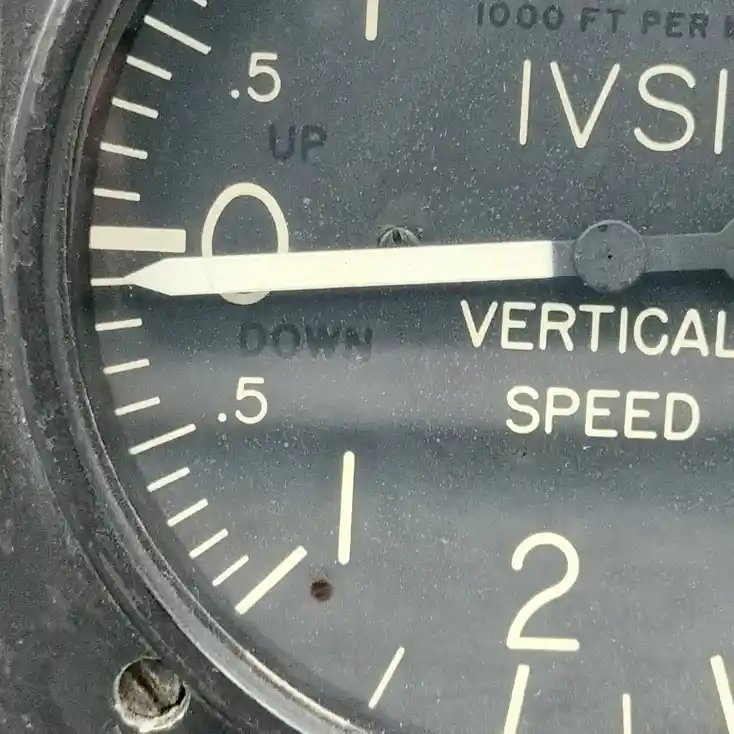 1000 FT PER
.5
IVSI
UP
0
VERTICAL
DOWN
SPEED
.5
1
2